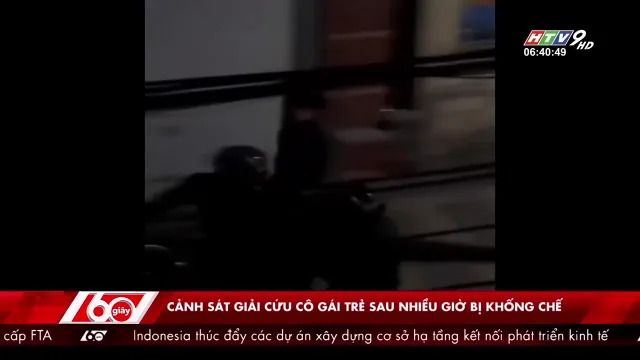 HTV9 HD
06:40:49
60 giây
CẢNH SÁT GIẢI CỨU CÔ GÁI TRẺ SAU NHIỀU GIỜ BỊ KHỐNG CHẾ
cấp FTA 60s Indonesia thúc đẩy các dự án xây dựng cơ sở hạ tầng kết nối phát triển kinh tế